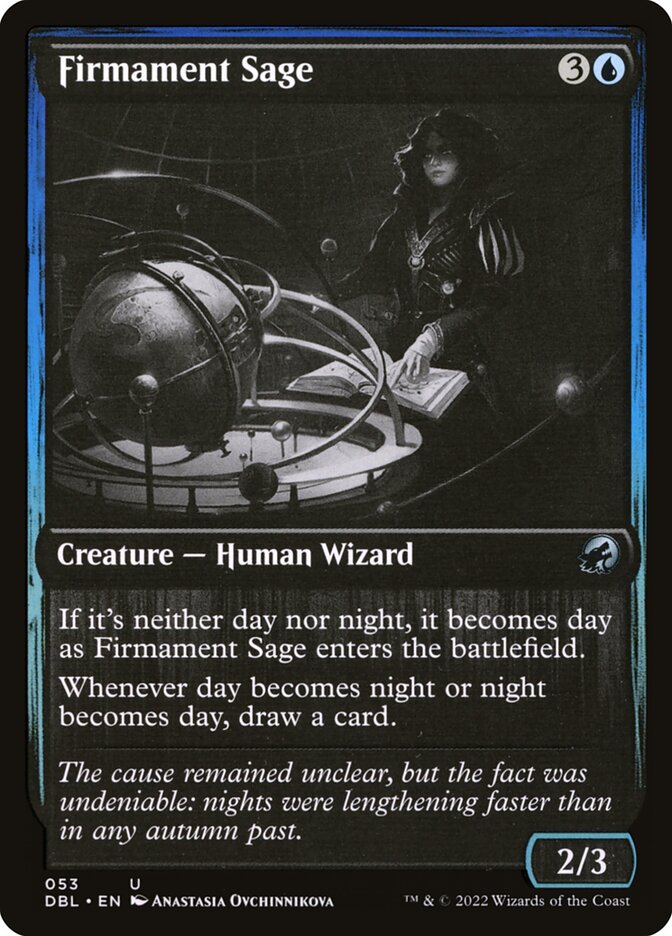 Firmament Sage 3
Creature — Human Wizard
If it's neither day nor night, it becomes day
as Firmament Sage enters the battlefield.
Whenever day becomes night or night
becomes day, draw a card.
The cause remained unclear, but the fact was
undeniable: nights were lengthening faster than
in any autumn past.
2/3
053 U
DBL • EN Anastasia Ovchinnikova ™ & © 2022 Wizards of the Coast